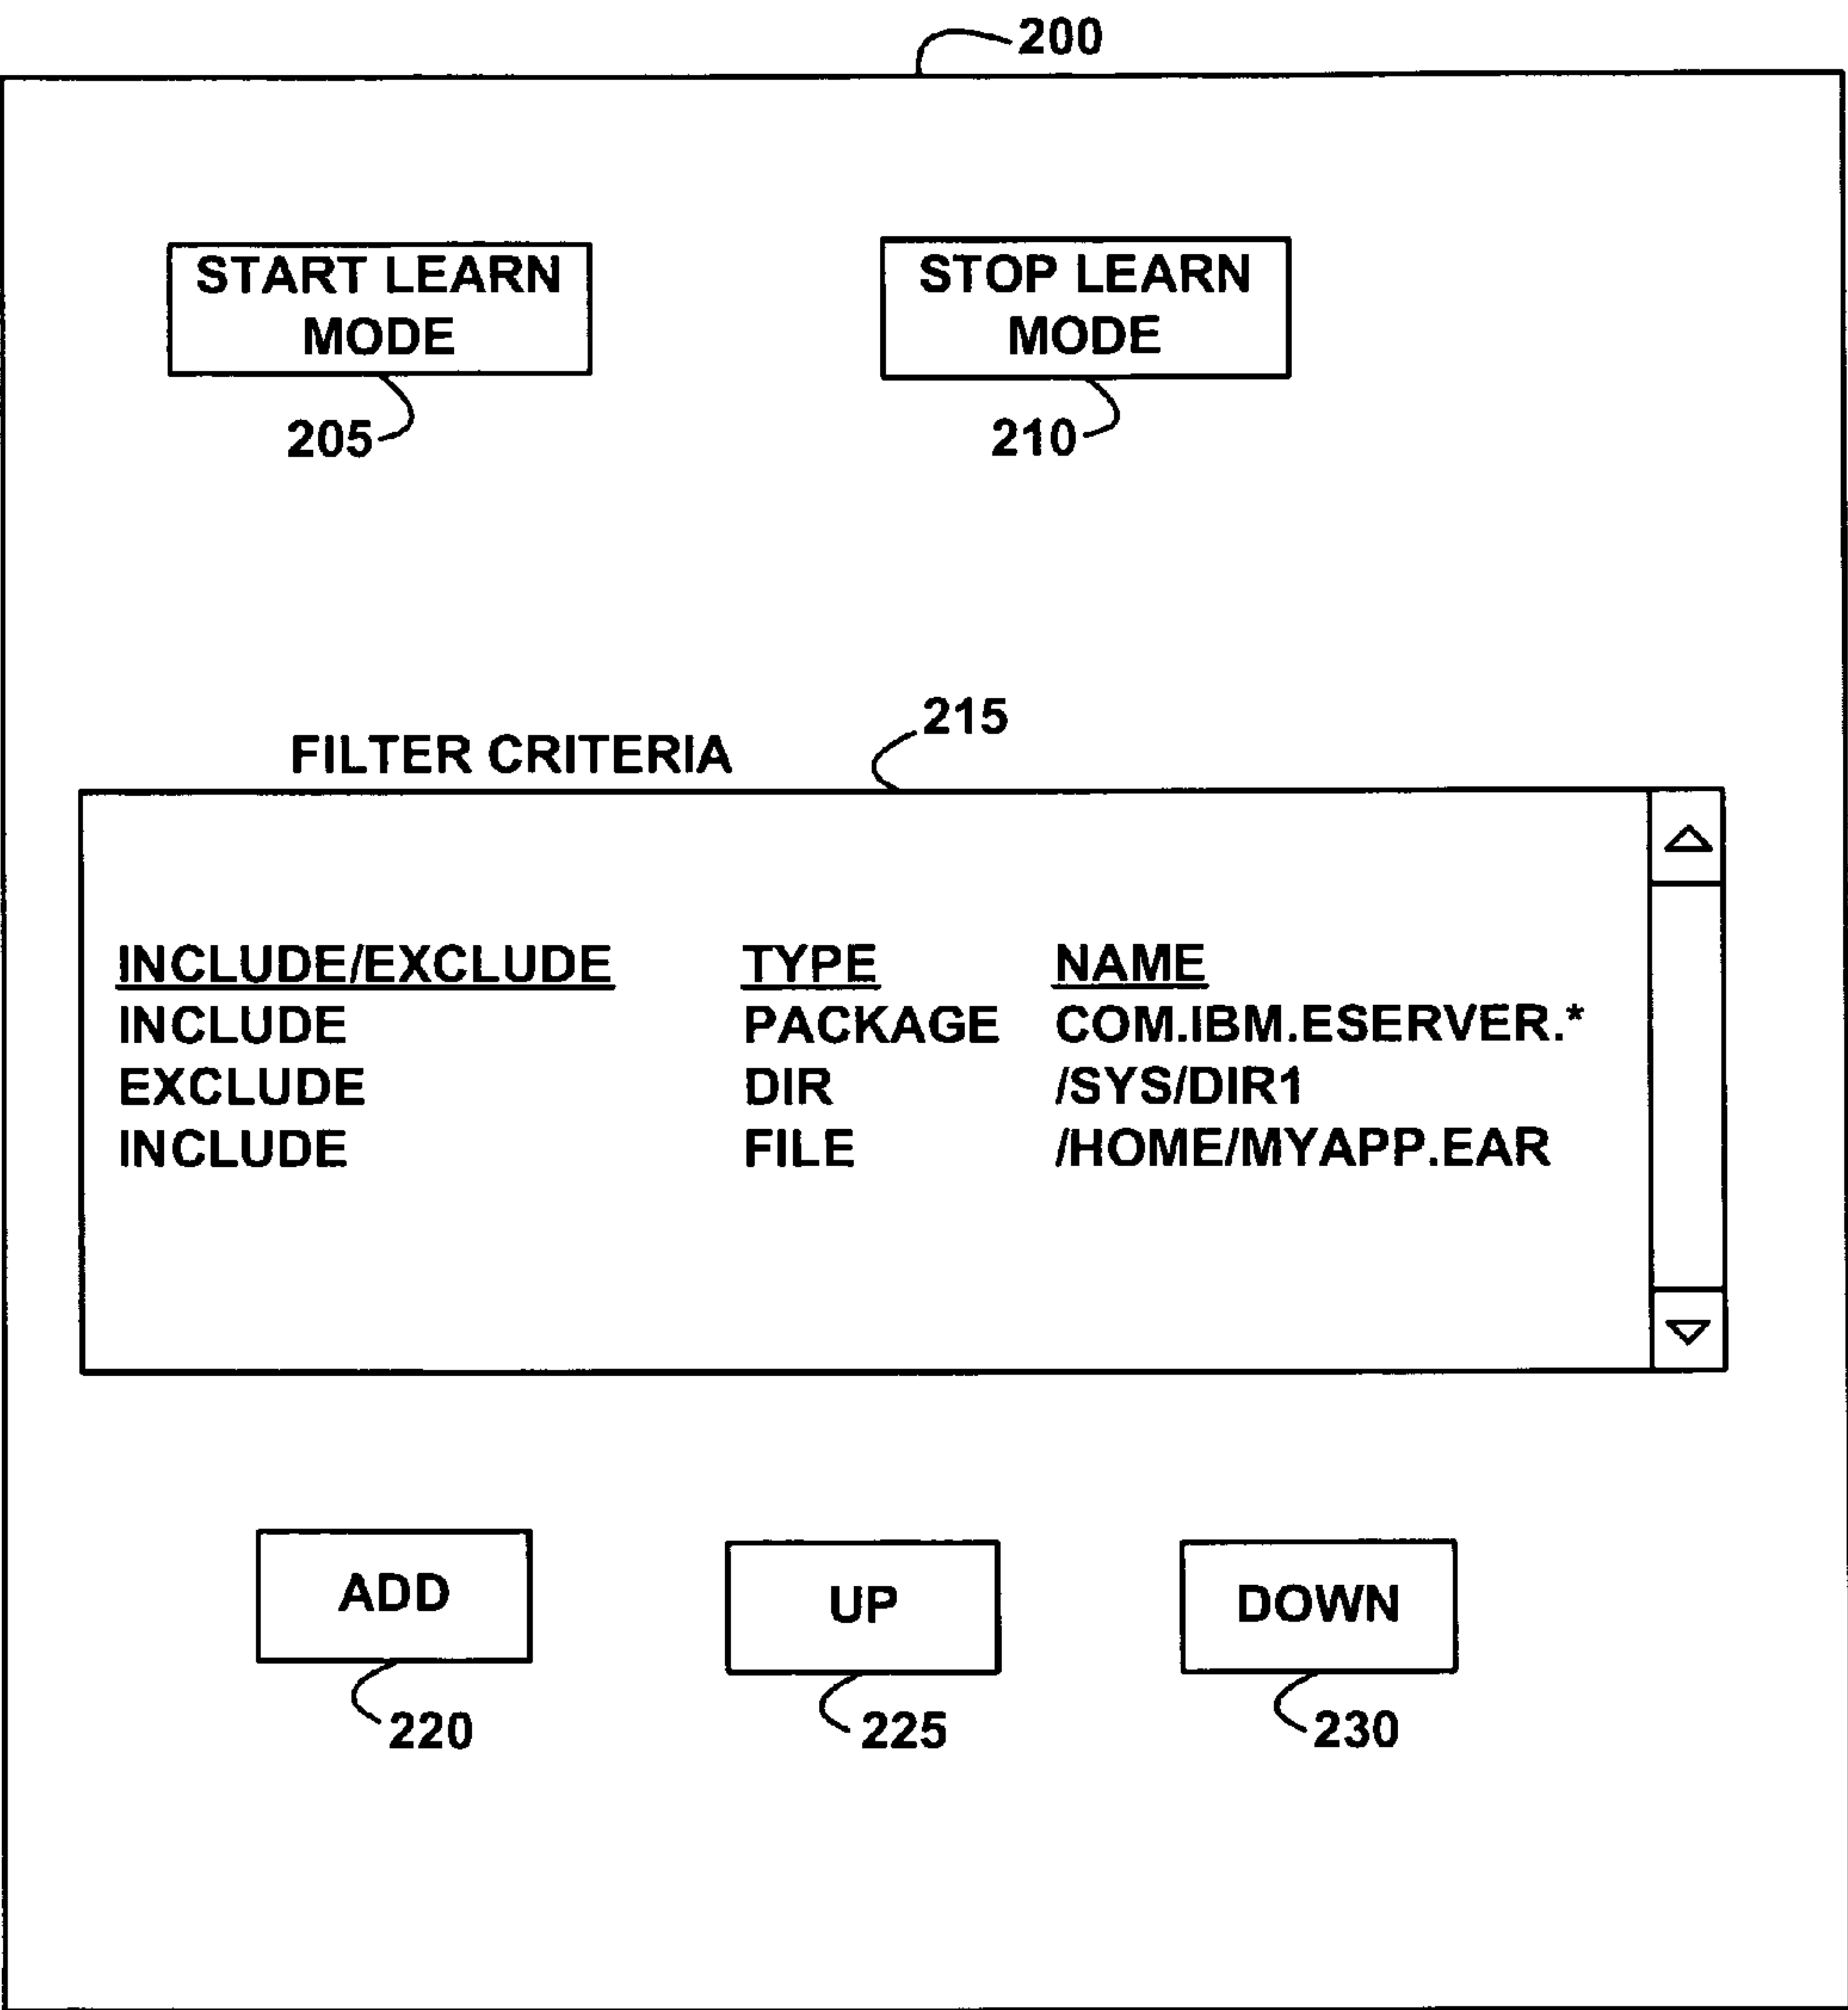 200
START LEARN
MODE
STOP LEARN
MODE
205
210
215
FILTER CRITERIA
INCLUDE/EXCLUDE TYPE NAME
INCLUDE PACKAGE COM.IBM.ESERVER.*
EXCLUDE DIR /SYS/DIR1
INCLUDE FILE /HOME/MYAPP.EAR
ADD
UP
DOWN
220
225
230